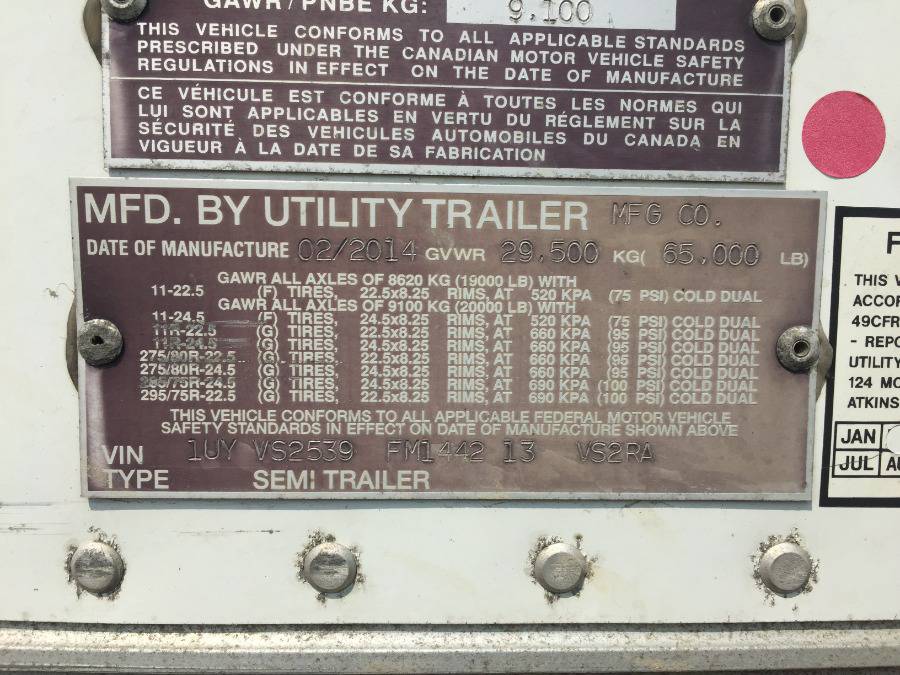 GAWR / PNBE KG: 9,100
THIS VEHICLE CONFORMS TO ALL APPLICABLE STANDARDS
PRESCRIBED UNDER THE CANADIAN MOTOR VEHICLE SAFETY
REGULATIONS IN EFFECT ON THE DATE OF MANUFACTURE
CE VÉHICULE EST CONFORME À TOUTES LES NORMES QUI
LUI SONT APPLICABLES EN VERTU DU RÉGLEMENT SUR LA
SÉCURITÉ DES VEHICULES AUTOMOBILES DU CANADA EN
VIGUEUR À LA DATE DE SA FABRICATION
MFD. BY UTILITY TRAILER MFG CO.
DATE OF MANUFACTURE 02/2014 GVWR 29,500 KG( 65,000 LB)
GAWR ALL AXLES OF 8620 KG (19000 LB) WITH
11-22.5 (F) TIRES, 22.5x8.25 RIMS, AT 520 KPA (75 PSI) COLD DUAL
GAWR ALL AXLES OF 9100 KG (20000 LB) WITH
11-24.5 (F) TIRES, 24.5x8.25 RIMS, AT 520 KPA (75 PSI) COLD DUAL
11R-22.5 (G) TIRES, 22.5x8.25 RIMS, AT 660 KPA (95 PSI) COLD DUAL
11R-24.5 (G) TIRES, 24.5x8.25 RIMS, AT 660 KPA (95 PSI) COLD DUAL
275/80R-22.5 (G) TIRES, 22.5x8.25 RIMS, AT 660 KPA (95 PSI) COLD DUAL
275/80R-24.5 (G) TIRES, 24.5x8.25 RIMS, AT 660 KPA (95 PSI) COLD DUAL
285/75R-24.5 (G) TIRES, 24.5x8.25 RIMS, AT 690 KPA (100 PSI) COLD DUAL
295/75R-22.5 (G) TIRES, 22.5x8.25 RIMS, AT 690 KPA (100 PSI) COLD DUAL
THIS VEHICLE CONFORMS TO ALL APPLICABLE FEDERAL MOTOR VEHICLE
SAFETY STANDARDS IN EFFECT ON DATE OF MANUFACTURE SHOWN ABOVE
VIN 1UY VS2539 FM1442 13 VS2RA
TYPE SEMI TRAILER
THIS
49CFR
UTILITY
124
JAN
JUL